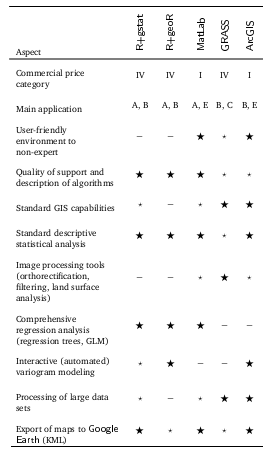 Aspect R+gstat R+geoR MatLab GRASS ArcGIS
Commercial price
category IV IV I IV I
Main application A, B A, B A, E B, C B, E
User-friendly
environment to
non-expert − − ★ ⋆ ★
Quality of support and
description of algorithms ★ ★ ★ ⋆ ⋆
Standard GIS capabilities ⋆ − ⋆ ★ ★
Standard descriptive
statistical analysis ★ ★ ★ ⋆ ★
Image processing tools
(orthorectification,
filtering, land surface
analysis) − − ⋆ ★ ⋆
Comprehensive
regression analysis
(regression trees, GLM) ★ ★ ★ − −
Interactive (automated)
variogram modeling ⋆ ★ − − ★
Processing of large data
sets ⋆ − ⋆ ★ ★
Export of maps to Google
Earth (KML) ★ ⋆ ★ ⋆ ★